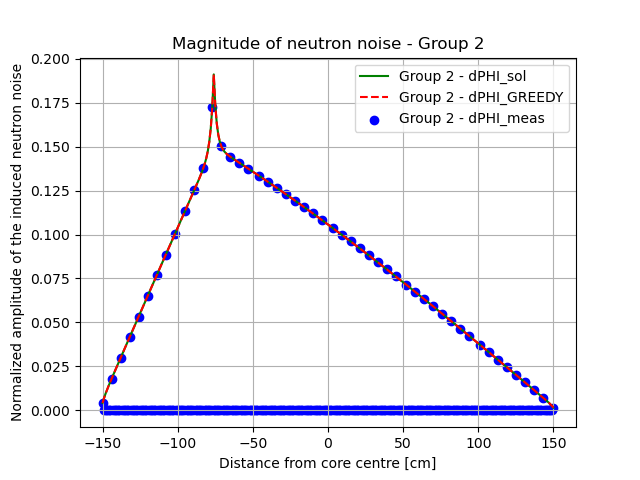 Magnitude of neutron noise - Group 2
Normalized amplitude of the induced neutron noise
0.200
0.175
0.150
0.125
0.100
0.075
0.050
0.025
0.000
Group 2 - dPHI_sol
Group 2 - dPHI_GREEDY
Group 2 - dPHI_meas
−150 −100 −50 0 50 100 150
Distance from core centre [cm]